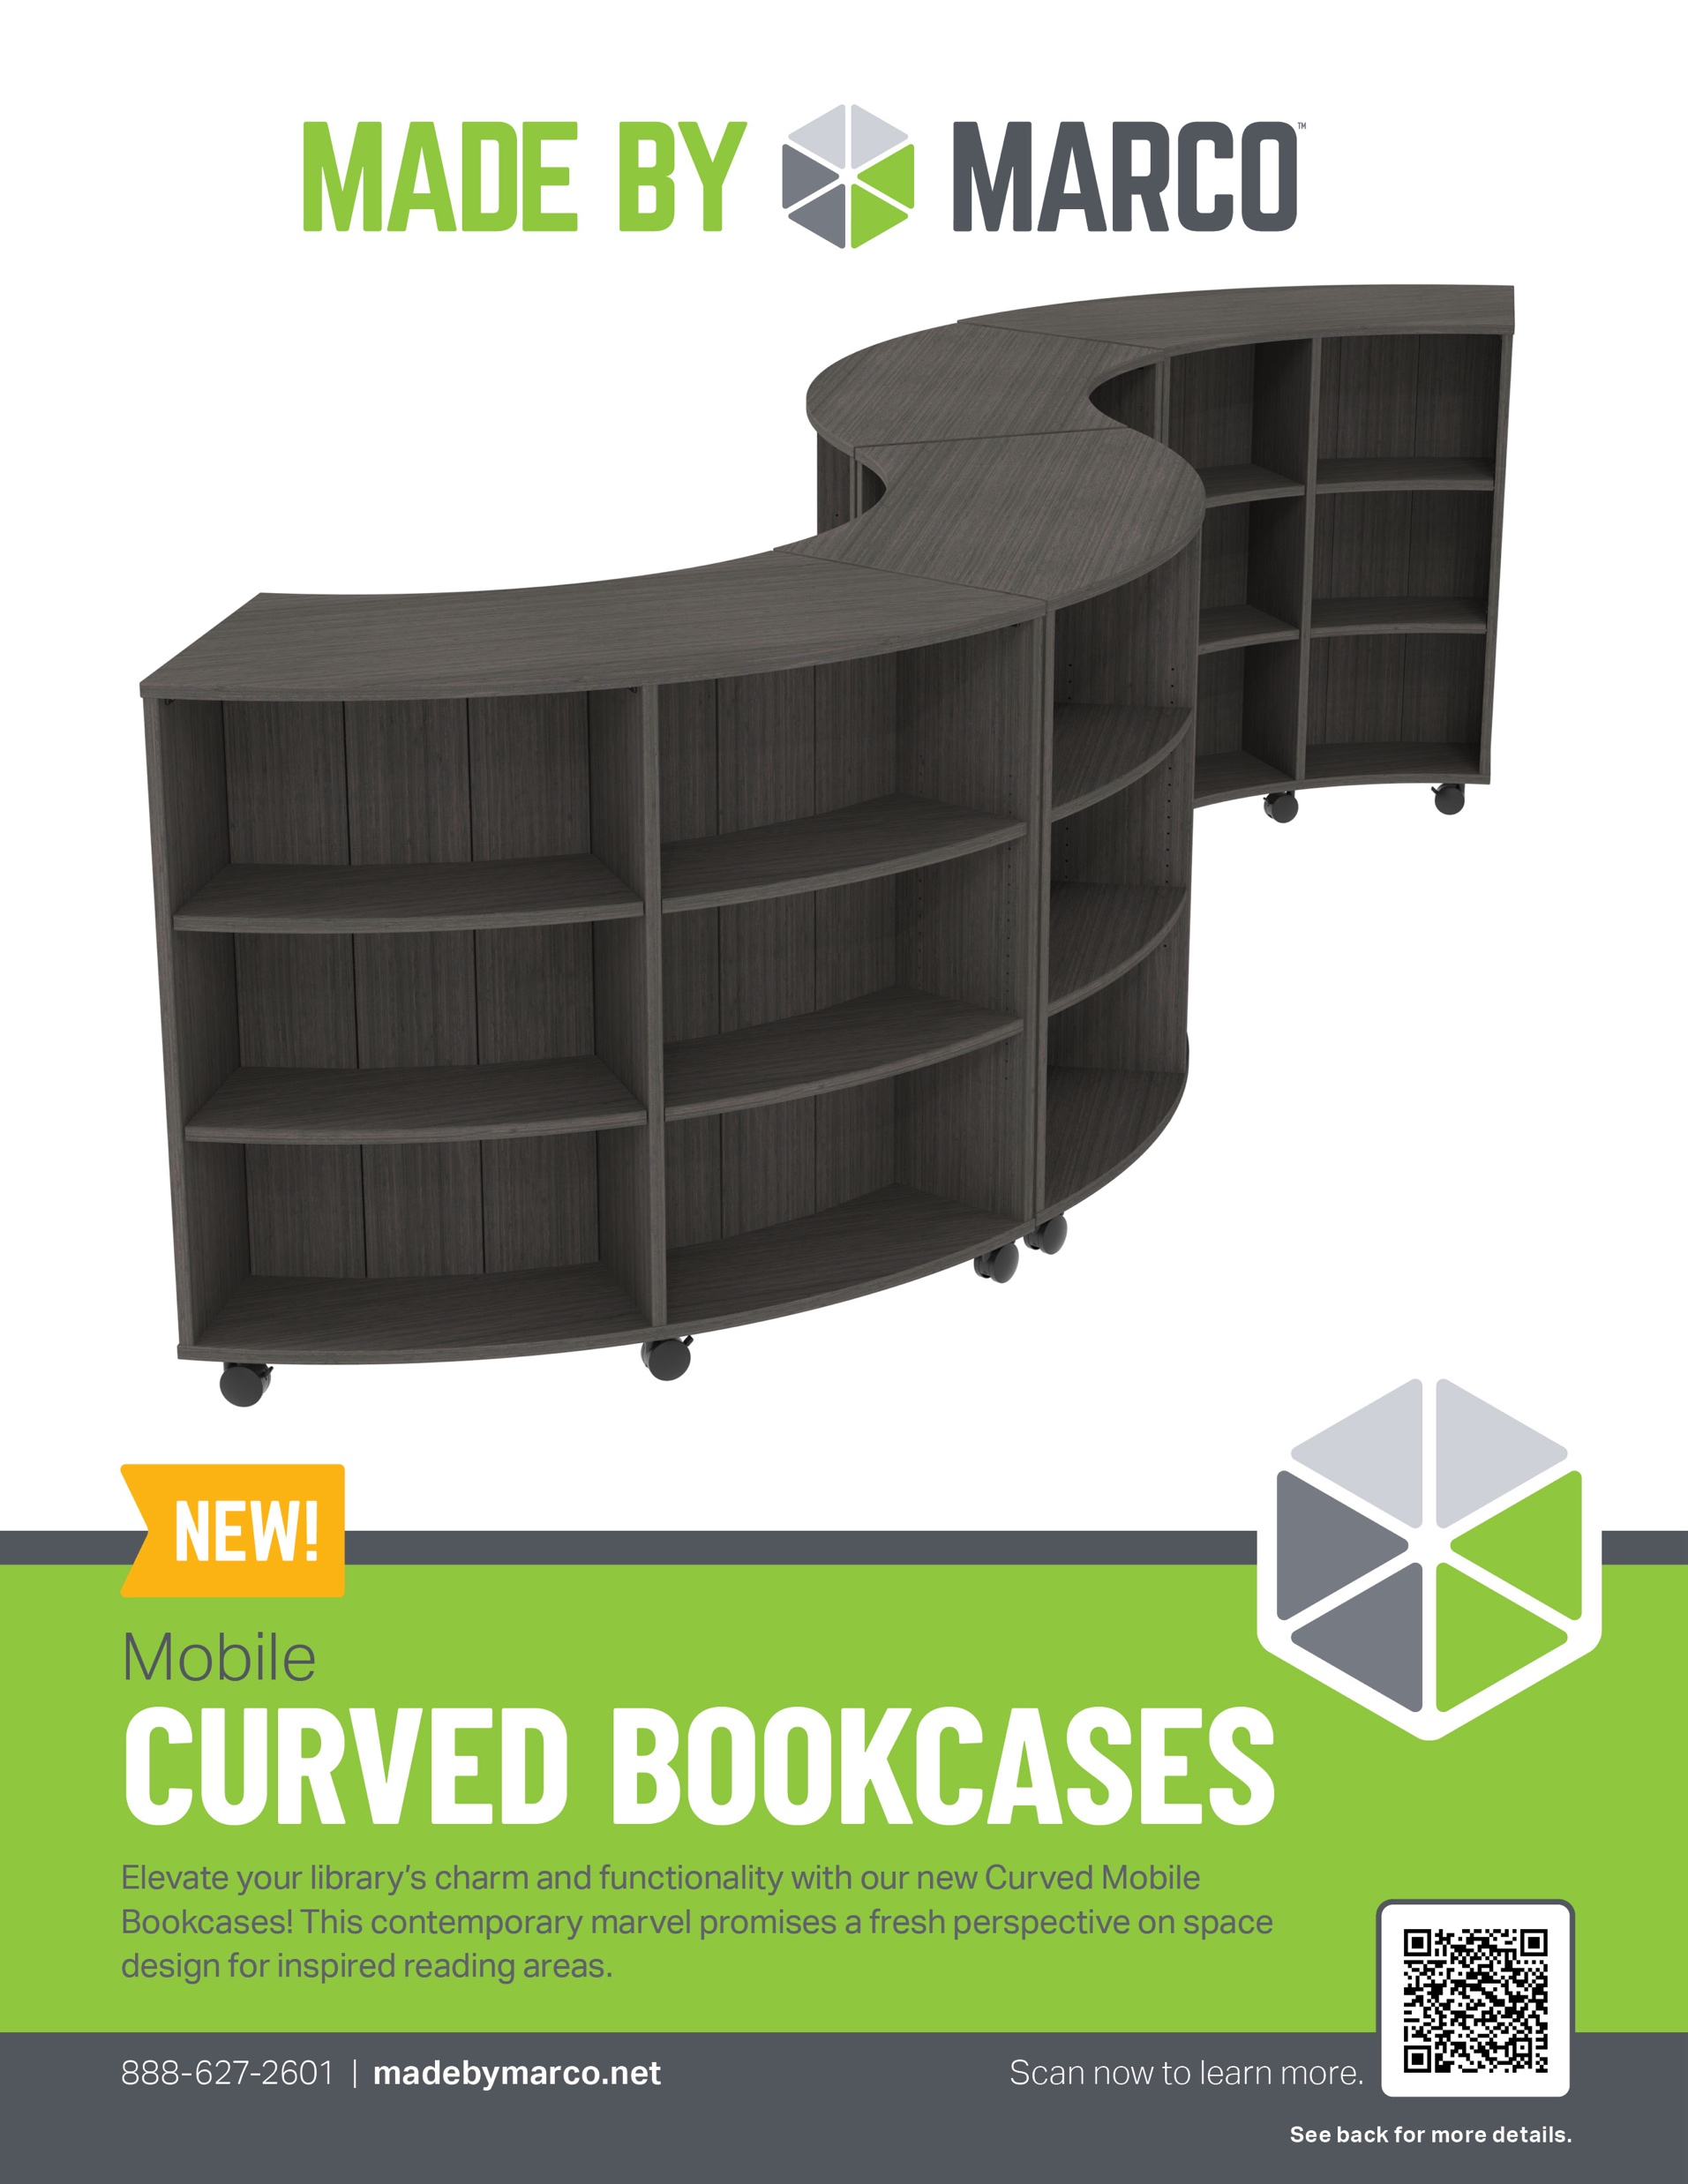 MADE BY MARCO™
NEW!
Mobile
CURVED BOOKCASES
Elevate your library’s charm and functionality with our new Curved Mobile
Bookcases! This contemporary marvel promises a fresh perspective on space
design for inspired reading areas.
888-627-2601 | madebymarco.net
Scan now to learn more.
See back for more details.